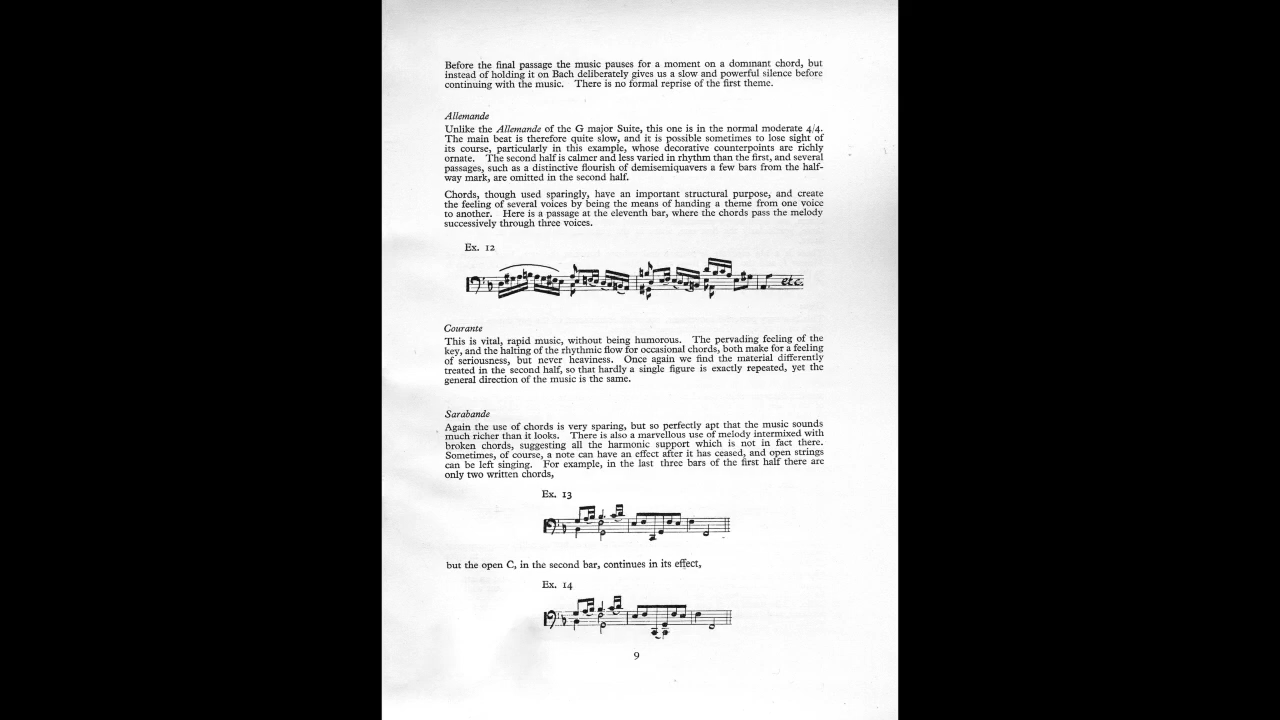 Before the final passage the music pauses for a moment on a dominant chord, but
instead of holding it on Bach deliberately gives us a slow and powerful silence before
continuing with the music. There is no formal reprise of the first theme.
Allemande
Unlike the Allemande of the G major Suite, this one is in the normal moderate 4/4.
The main beat is therefore quite slow, and it is possible sometimes to lose sight of
its course, particularly in this example, whose decorative counterpoints are richly
ornate. The second half is calmer and less varied in rhythm than the first, and several
passages, such as a distinctive flourish of demisemiquavers a few bars from the half-
way mark, are omitted in the second half.
Chords, though used sparingly, have an important structural purpose, and create
the feeling of several voices by being the means of handing a theme from one voice
to another. Here is a passage at the eleventh bar, where the chords pass the melody
successively through three voices.
Ex. 12
etc.
Courante
This is vital, rapid music, without being humorous. The pervading feeling of the
key, and the halting of the rhythmic flow for occasional chords, both make for a feeling
of seriousness, but never heaviness. Once again we find the material differently
treated in the second half, so that hardly a single figure is exactly repeated, yet the
general direction of the music is the same.
Sarabande
Again the use of chords is very sparing, but so perfectly apt that the music sounds
much richer than it looks. There is also a marvellous use of melody intermixed with
broken chords, suggesting all the harmonic support which is not in fact there.
Sometimes, of course, a note can have an effect after it has ceased, and open strings
can be left singing. For example, in the last three bars of the first half there are
only two written chords,
Ex. 13
but the open C, in the second bar, continues in its effect,
Ex. 14
9